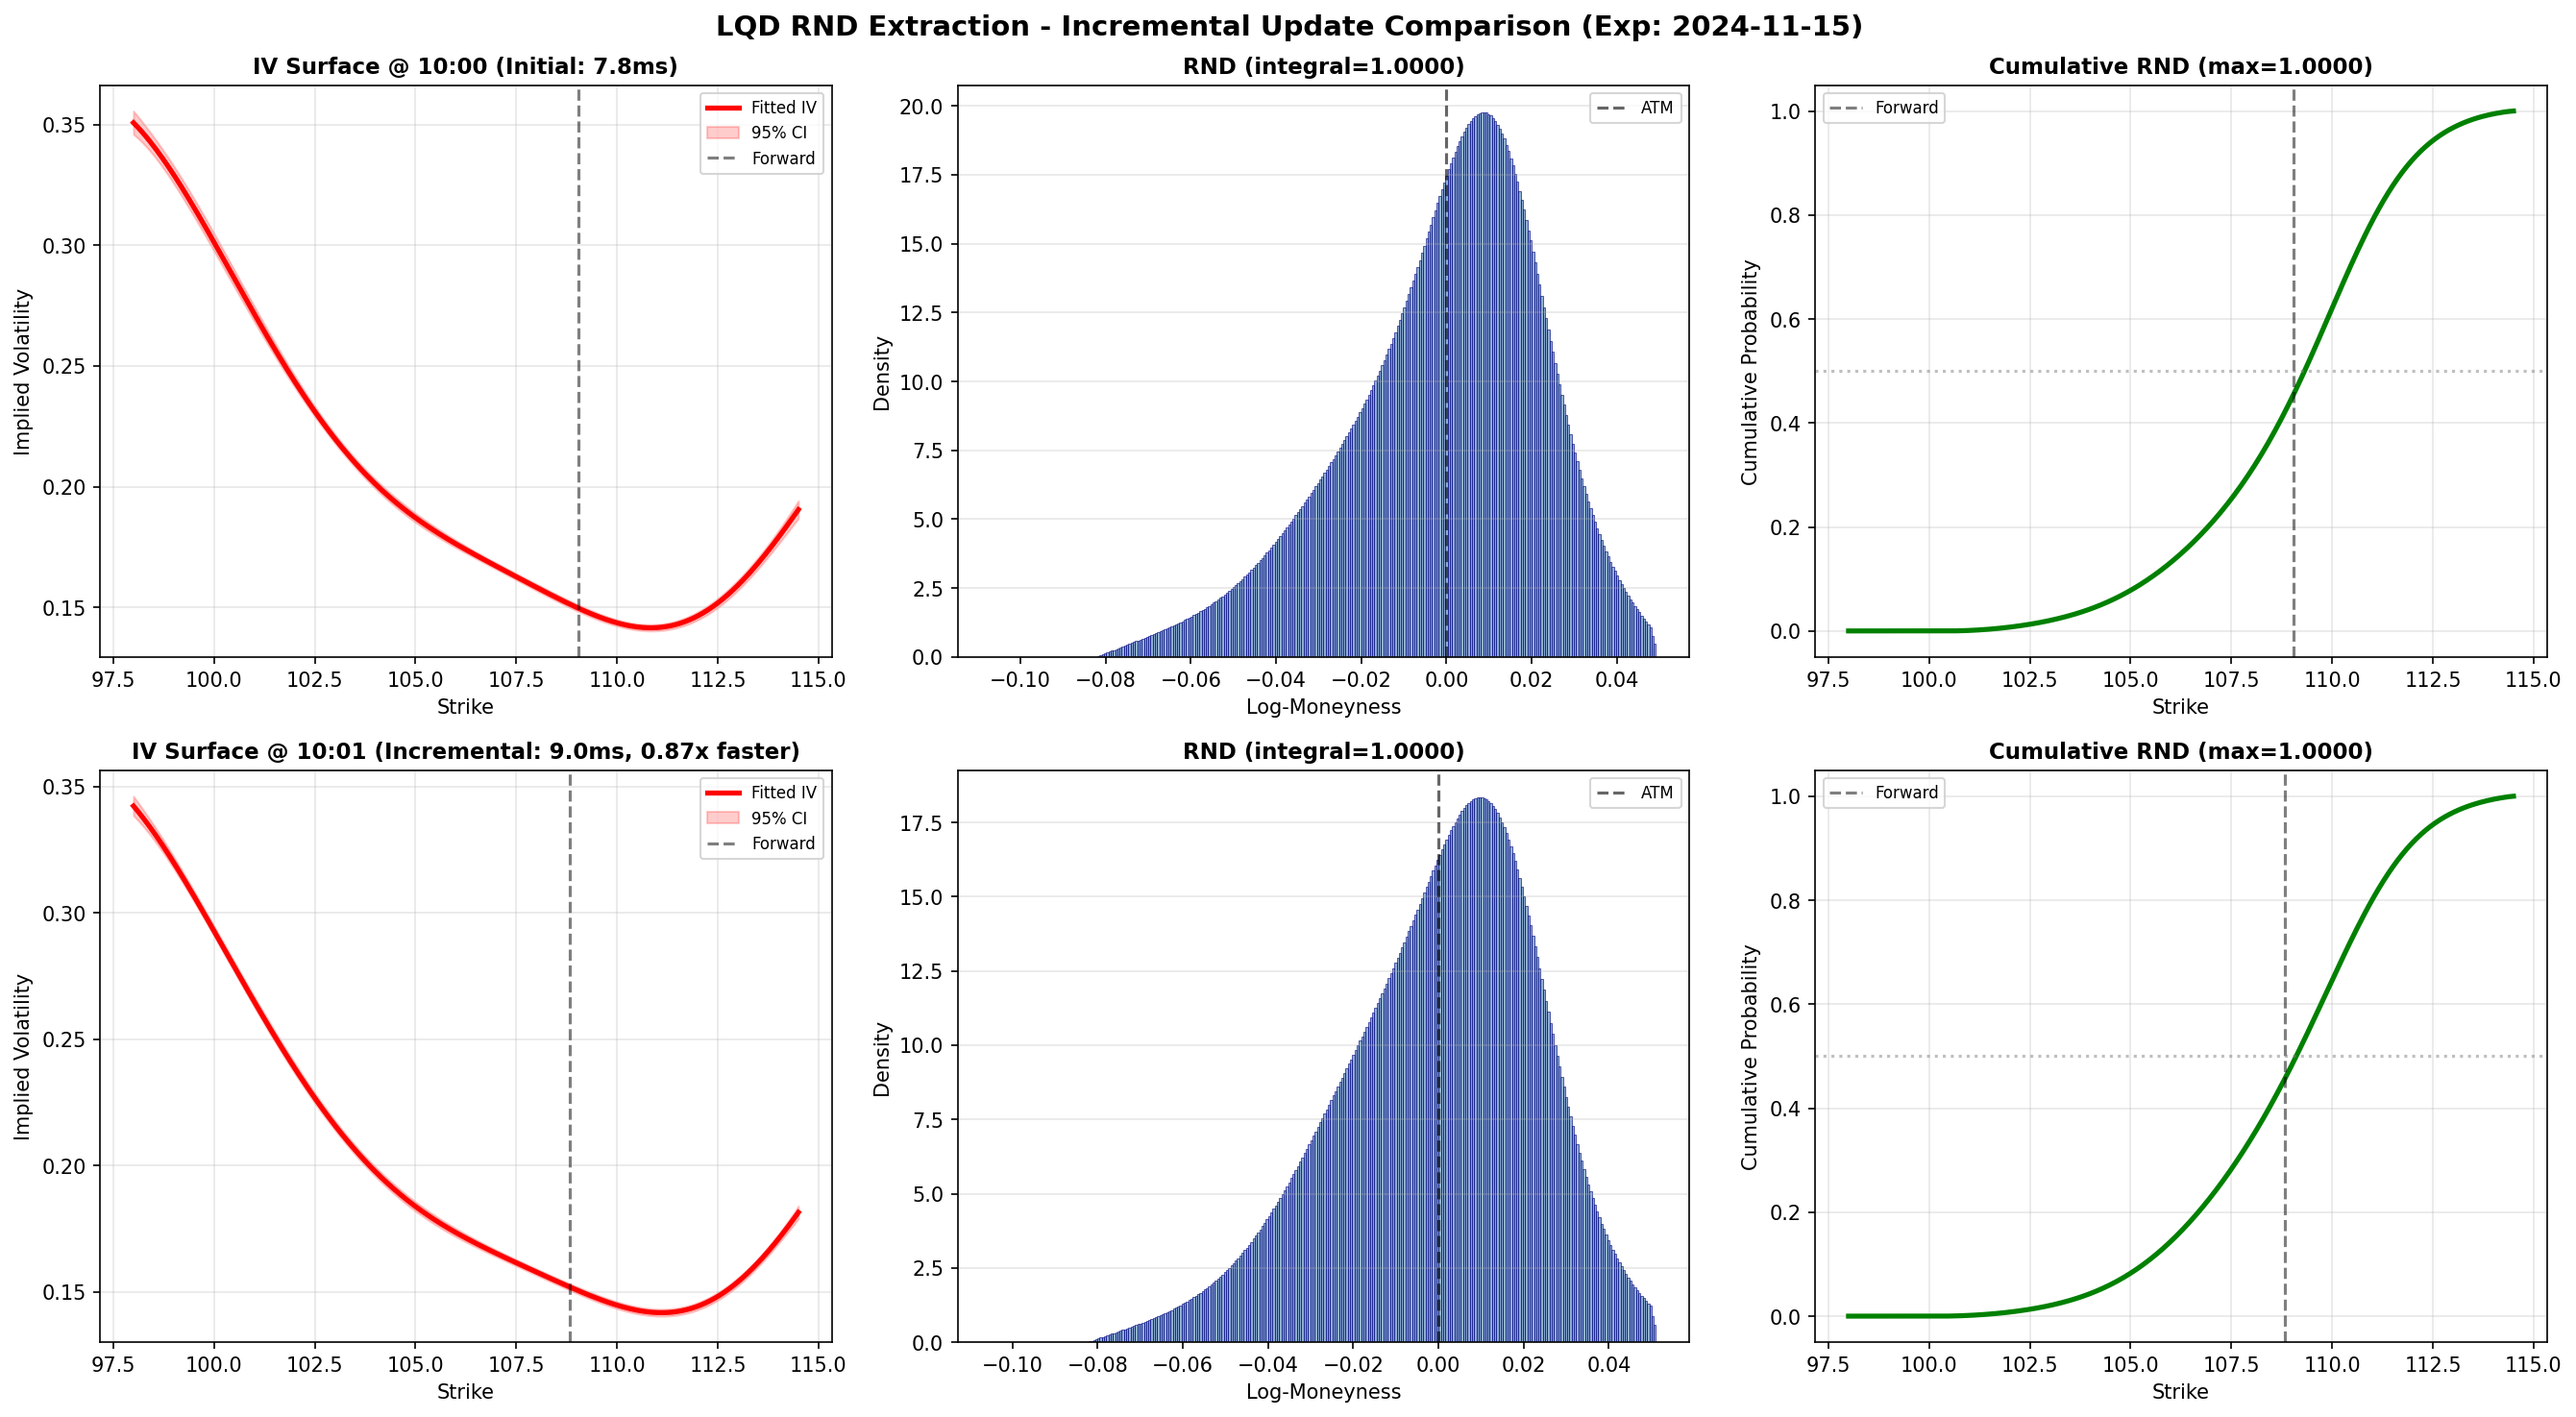 LQD RND Extraction - Incremental Update Comparison (Exp: 2024-11-15)
IV Surface @ 10:00 (Initial: 7.8ms)
Implied Volatility
0.35
0.30
0.25
0.20
0.15
Fitted IV
95% CI
Forward
97.5 100.0 102.5 105.0 107.5 110.0 112.5 115.0
Strike
RND (integral=1.0000)
Density
20.0
17.5
15.0
12.5
10.0
7.5
5.0
2.5
0.0
ATM
−0.10 −0.08 −0.06 −0.04 −0.02 0.00 0.02 0.04
Log-Moneyness
Cumulative RND (max=1.0000)
Cumulative Probability
1.0
0.8
0.6
0.4
0.2
0.0
Forward
97.5 100.0 102.5 105.0 107.5 110.0 112.5 115.0
Strike
IV Surface @ 10:01 (Incremental: 9.0ms, 0.87x faster)
Implied Volatility
0.35
0.30
0.25
0.20
0.15
Fitted IV
95% CI
Forward
97.5 100.0 102.5 105.0 107.5 110.0 112.5 115.0
Strike
RND (integral=1.0000)
Density
17.5
15.0
12.5
10.0
7.5
5.0
2.5
0.0
ATM
−0.10 −0.08 −0.06 −0.04 −0.02 0.00 0.02 0.04
Log-Moneyness
Cumulative RND (max=1.0000)
Cumulative Probability
1.0
0.8
0.6
0.4
0.2
0.0
Forward
97.5 100.0 102.5 105.0 107.5 110.0 112.5 115.0
Strike